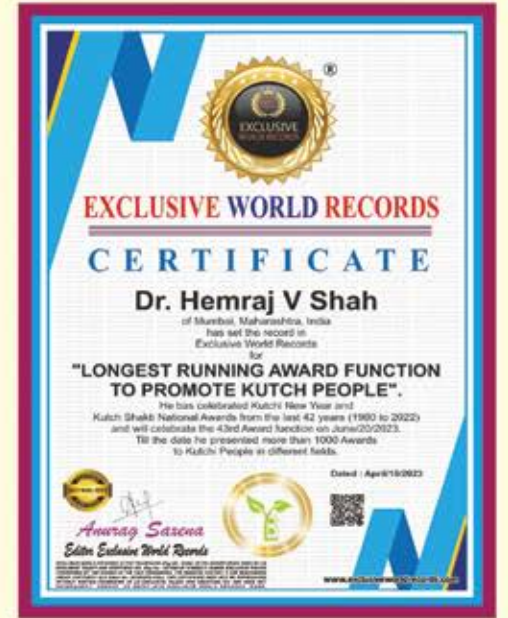 ®
EXCLUSIVE
WORLD RECORDS
EXCLUSIVE WORLD RECORDS
CERTIFICATE
Dr. Hemraj V Shah
of Mumbai, Maharashtra, India
has set the record in
Exclusive World Records
for
"LONGEST RUNNING AWARD FUNCTION
TO PROMOTE KUTCH PEOPLE".
He has celebrated Kutchi New Year and
Kutch Shakti National Awards from the last 42 years (1980 to 2022)
and will celebrate the 43rd Award function on June/20/2023.
Till the date he presented more than 1000 Awards
to Kutchi People in different fields.
Dated : April/15/2023
Anurag Saxena
Editor Exclusive World Records
www.exclusiveworldrecords.com